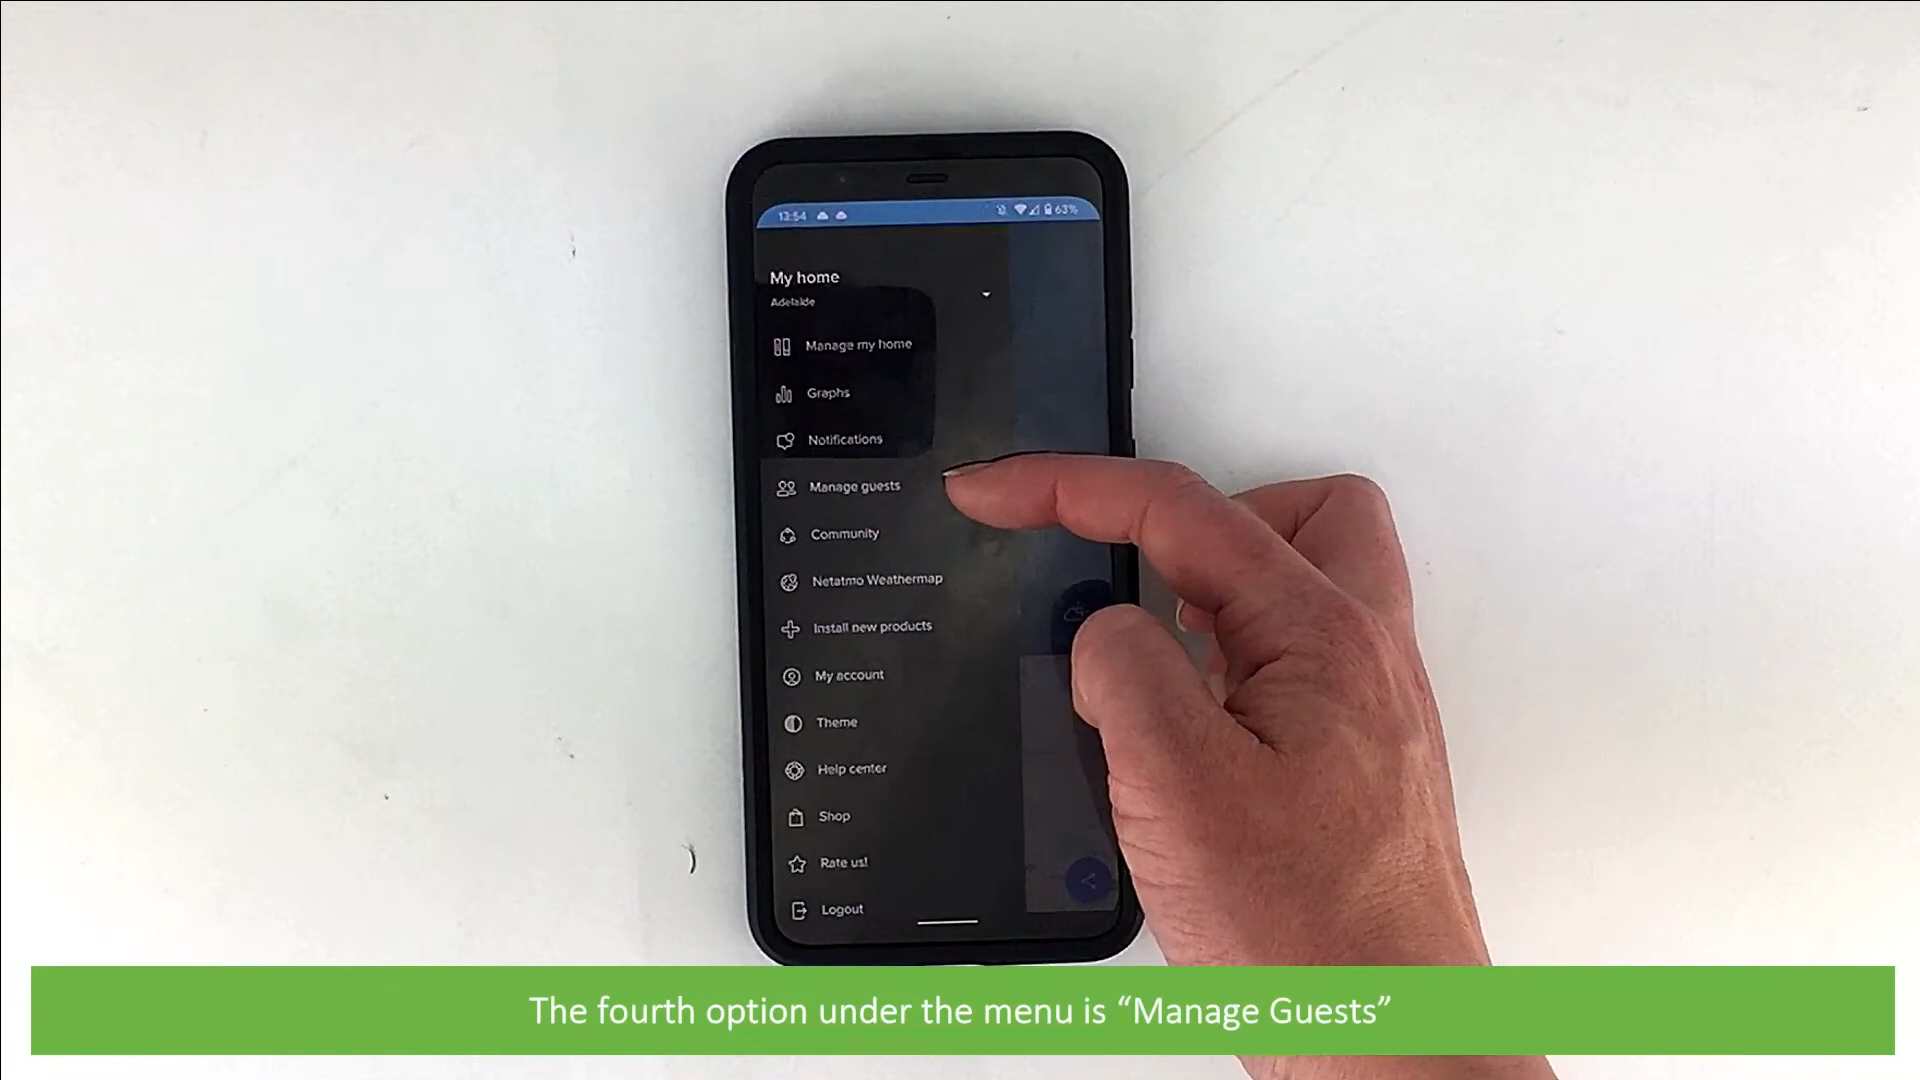 13:54
63%
My home
Adelaide
Manage my home
Graphs
Notifications
Manage guests
Community
Netatmo Weathermap
Install new products
My account
Theme
Help center
Shop
Rate us!
Logout
The fourth option under the menu is “Manage Guests”